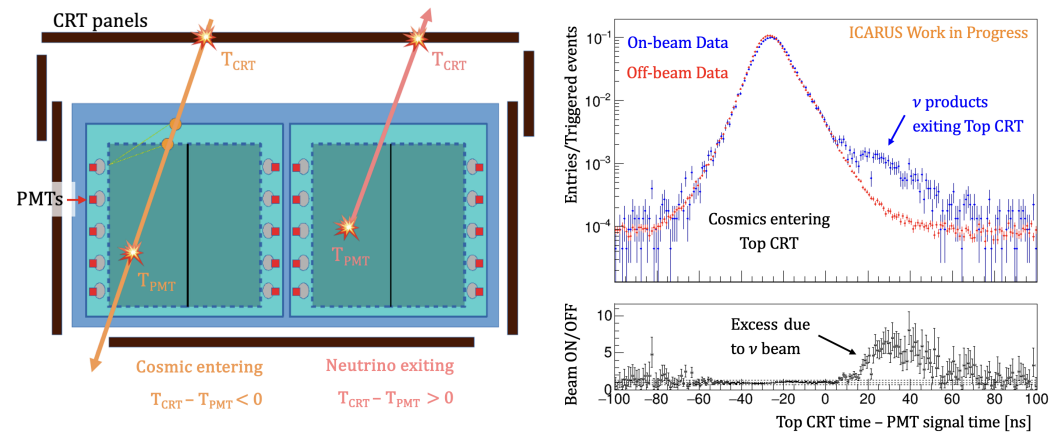 CRT panels
T_CRT
T_CRT
PMTs
T_PMT
T_PMT
Cosmic entering
T_CRT – T_PMT < 0
Neutrino exiting
T_CRT – T_PMT > 0
ICARUS Work in Progress
On-beam Data
Off-beam Data
ν products
exiting Top CRT
Cosmics entering
Top CRT
Entries/Triggered events
10⁻¹
10⁻²
10⁻³
10⁻⁴
Excess due
to ν beam
Beam ON/OFF
10
5
0
−100 −80 −60 −40 −20 0 20 40 60 80 100
Top CRT time – PMT signal time [ns]